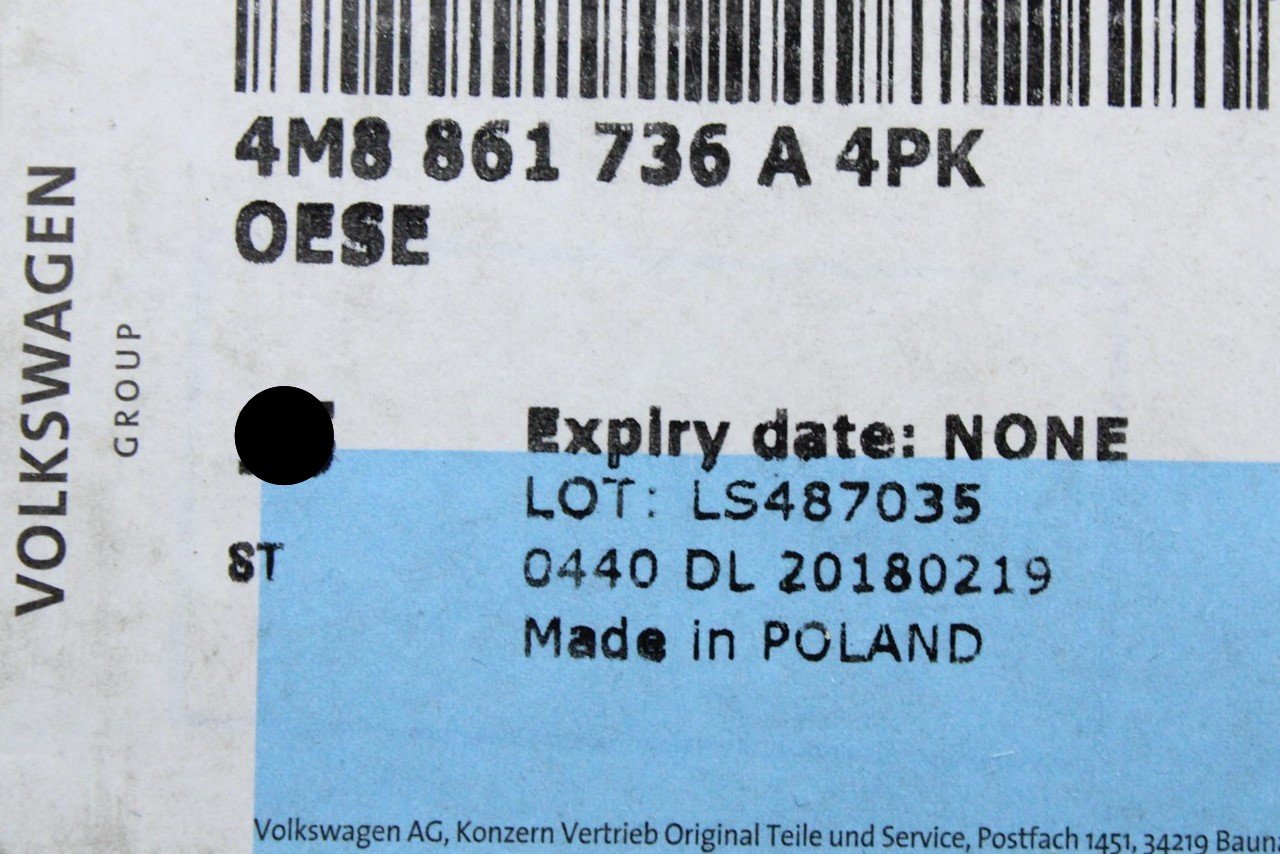 4M8 861 736 A 4PK
OESE
Expiry date: NONE
LOT: LS487035
ST
0440 DL 20180219
Made in POLAND
VOLKSWAGEN
GROUP
Volkswagen AG, Konzern Vertrieb Original Teile und Service, Postfach 1451, 34219